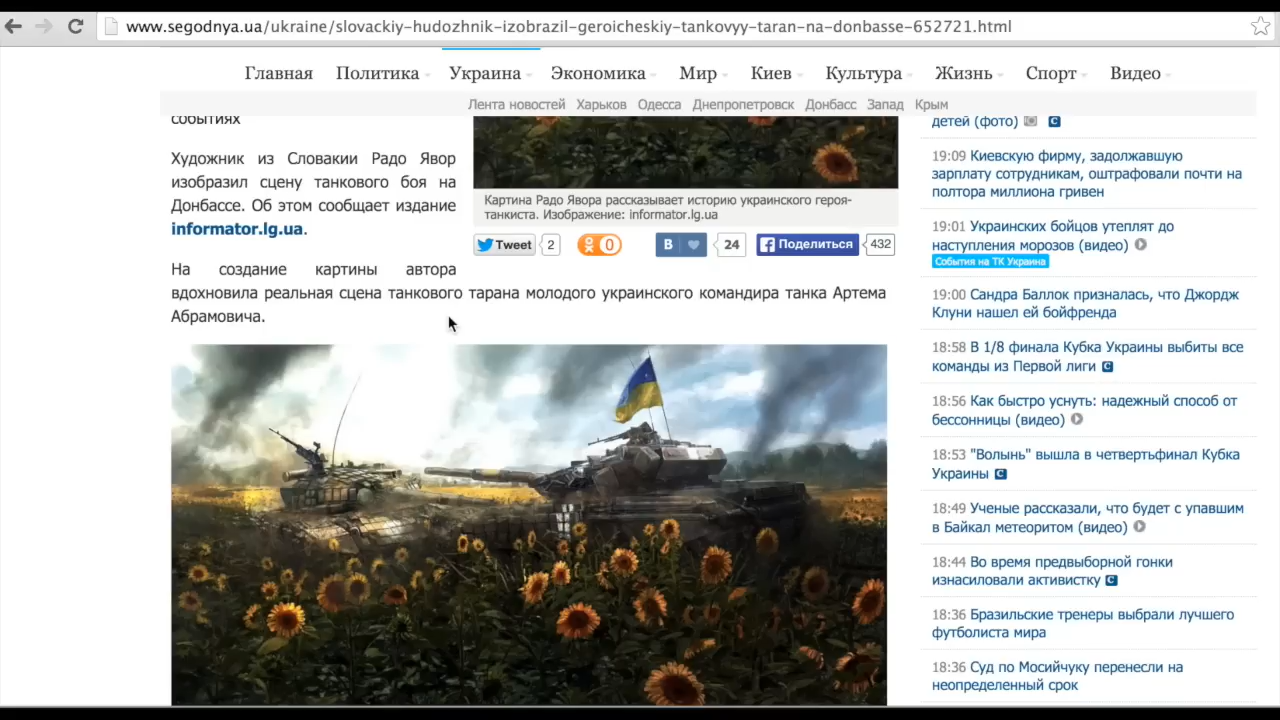 www.segodnya.ua/ukraine/slovackiy-hudozhnik-izobrazil-geroicheskiy-tankovyy-taran-na-donbasse-652721.html
Главная Политика Украина Экономика Мир Киев Культура Жизнь Спорт Видео
Лента новостей Харьков Одесса Днепропетровск Донбасс Запад Крым
событиях
Художник из Словакии Радо Явор
изобразил сцену танкового боя на
Донбассе. Об этом сообщает издание
informator.lg.ua.
На создание картины автора
вдохновила реальная сцена танкового тарана молодого украинского командира танка Артема
Абрамовича.
Картина Радо Явора рассказывает историю украинского героя-
танкиста. Изображение: informator.lg.ua
Tweet 2 0 В 24 Поделиться 432
детей (фото) С
19:09 Киевскую фирму, задолжавшую
зарплату сотрудникам, оштрафовали почти на
полтора миллиона гривен
19:01 Украинских бойцов утеплят до
наступления морозов (видео)
События на ТК Украина
19:00 Сандра Баллок призналась, что Джордж
Клуни нашел ей бойфренда
18:58 В 1/8 финала Кубка Украины выбиты все
команды из Первой лиги С
18:56 Как быстро уснуть: надежный способ от
бессонницы (видео)
18:53 "Волынь" вышла в четвертьфинал Кубка
Украины С
18:49 Ученые рассказали, что будет с упавшим
в Байкал метеоритом (видео)
18:44 Во время предвыборной гонки
изнасиловали активистку С
18:36 Бразильские тренеры выбрали лучшего
футболиста мира
18:36 Суд по Мосийчуку перенесли на
неопределенный срок